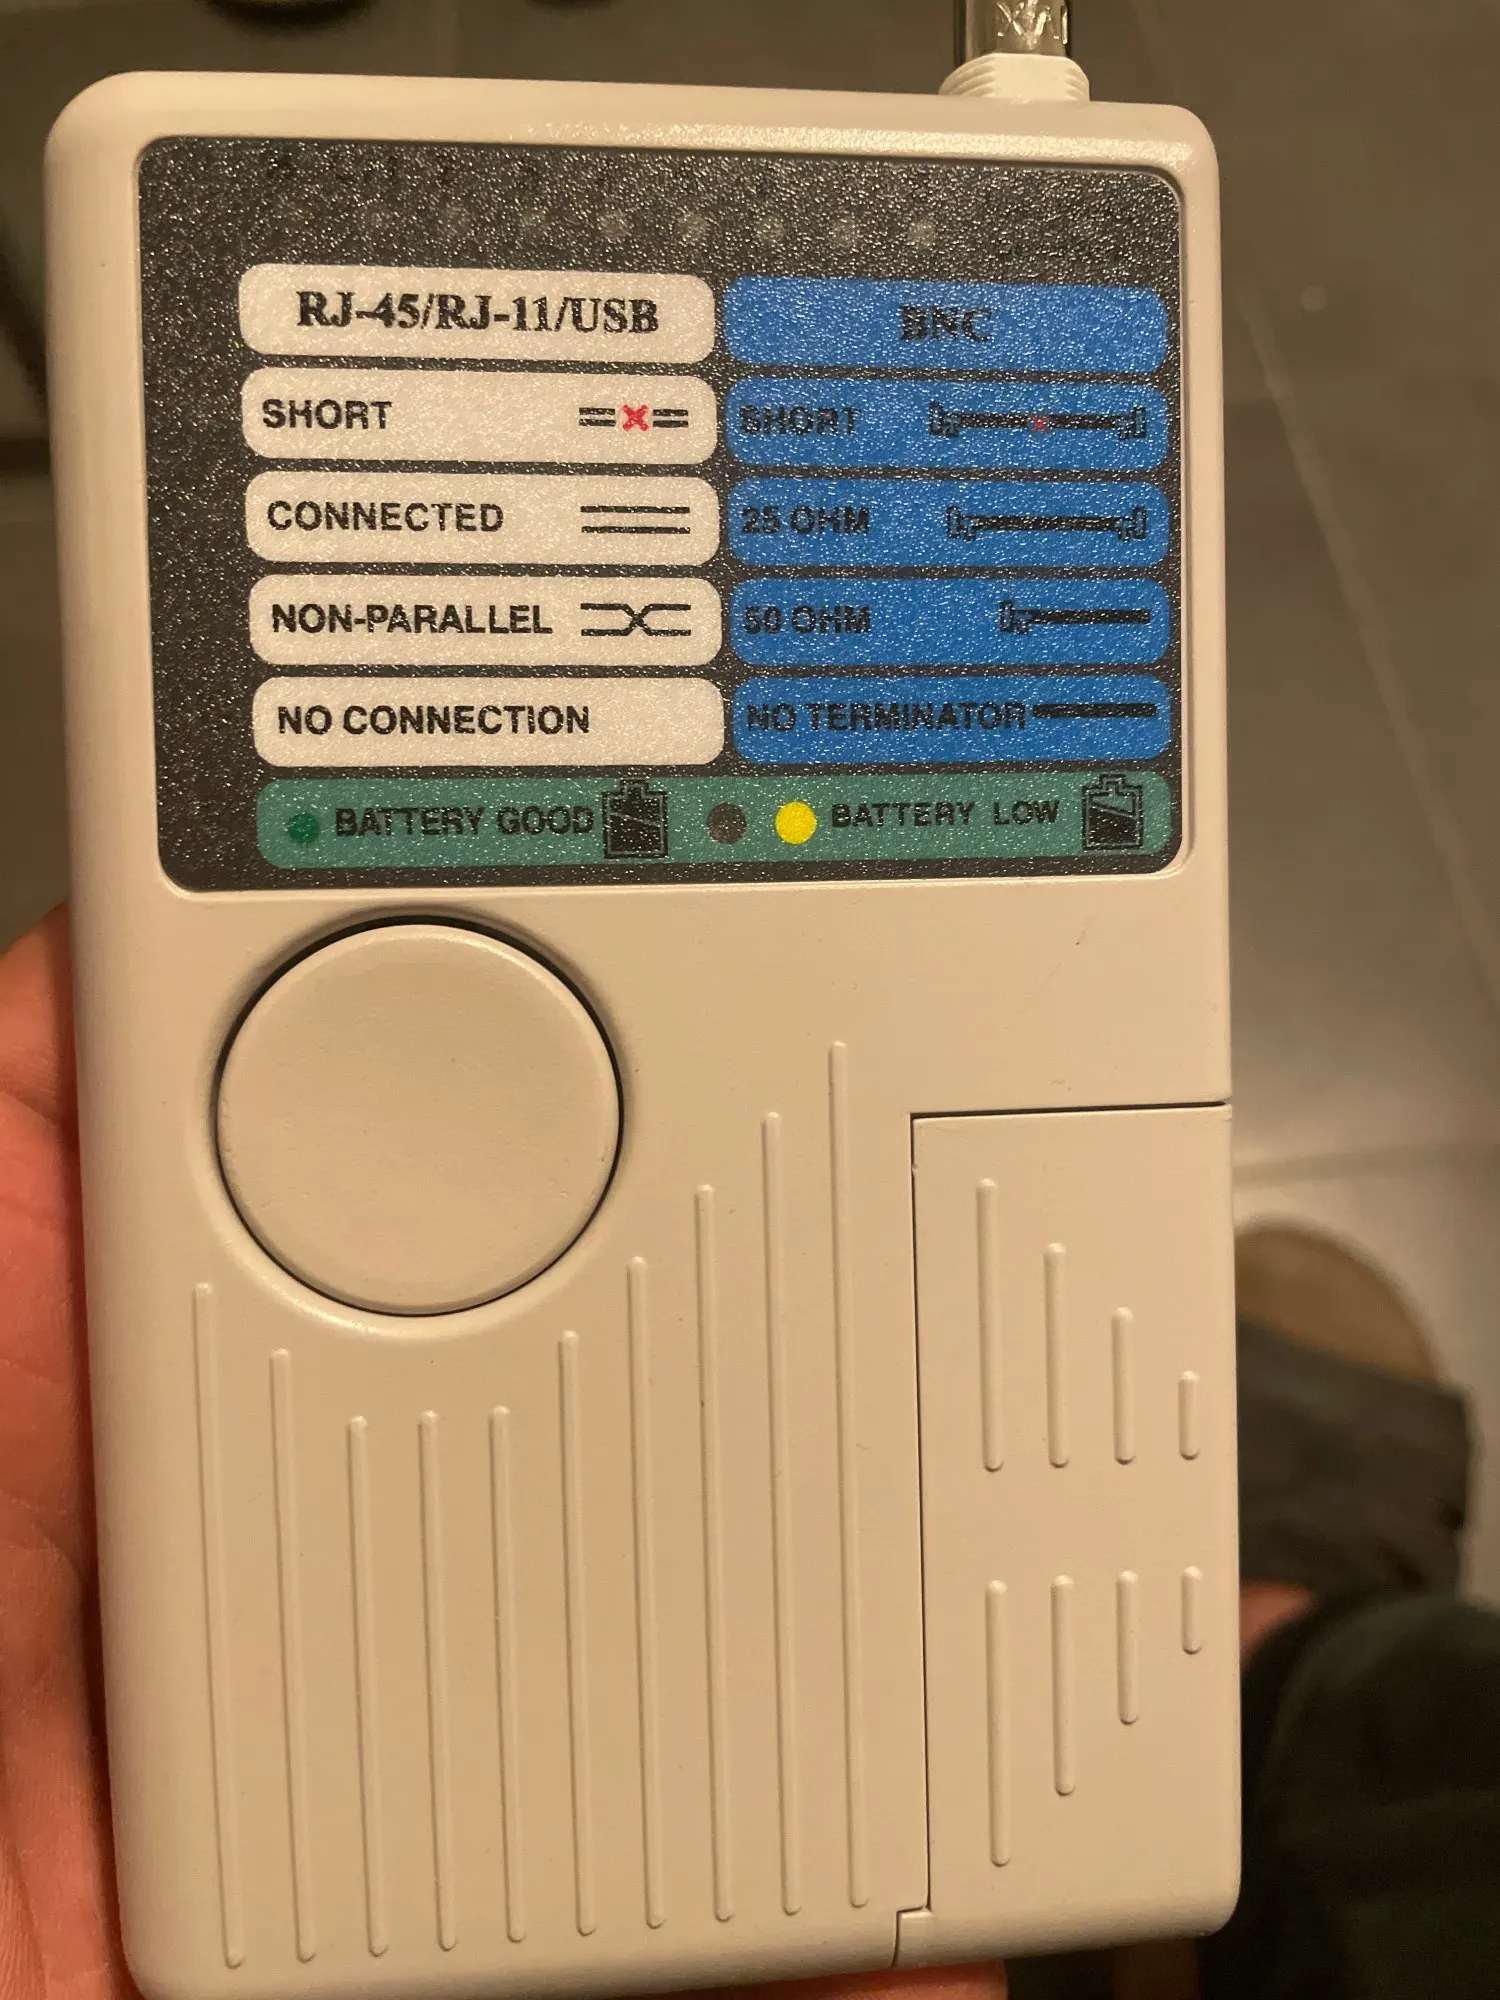 RJ-45/RJ-11/USB
BNC
SHORT
SHORT
CONNECTED
25 OHM
NON-PARALLEL
50 OHM
NO CONNECTION
NO TERMINATOR
BATTERY GOOD
BATTERY LOW